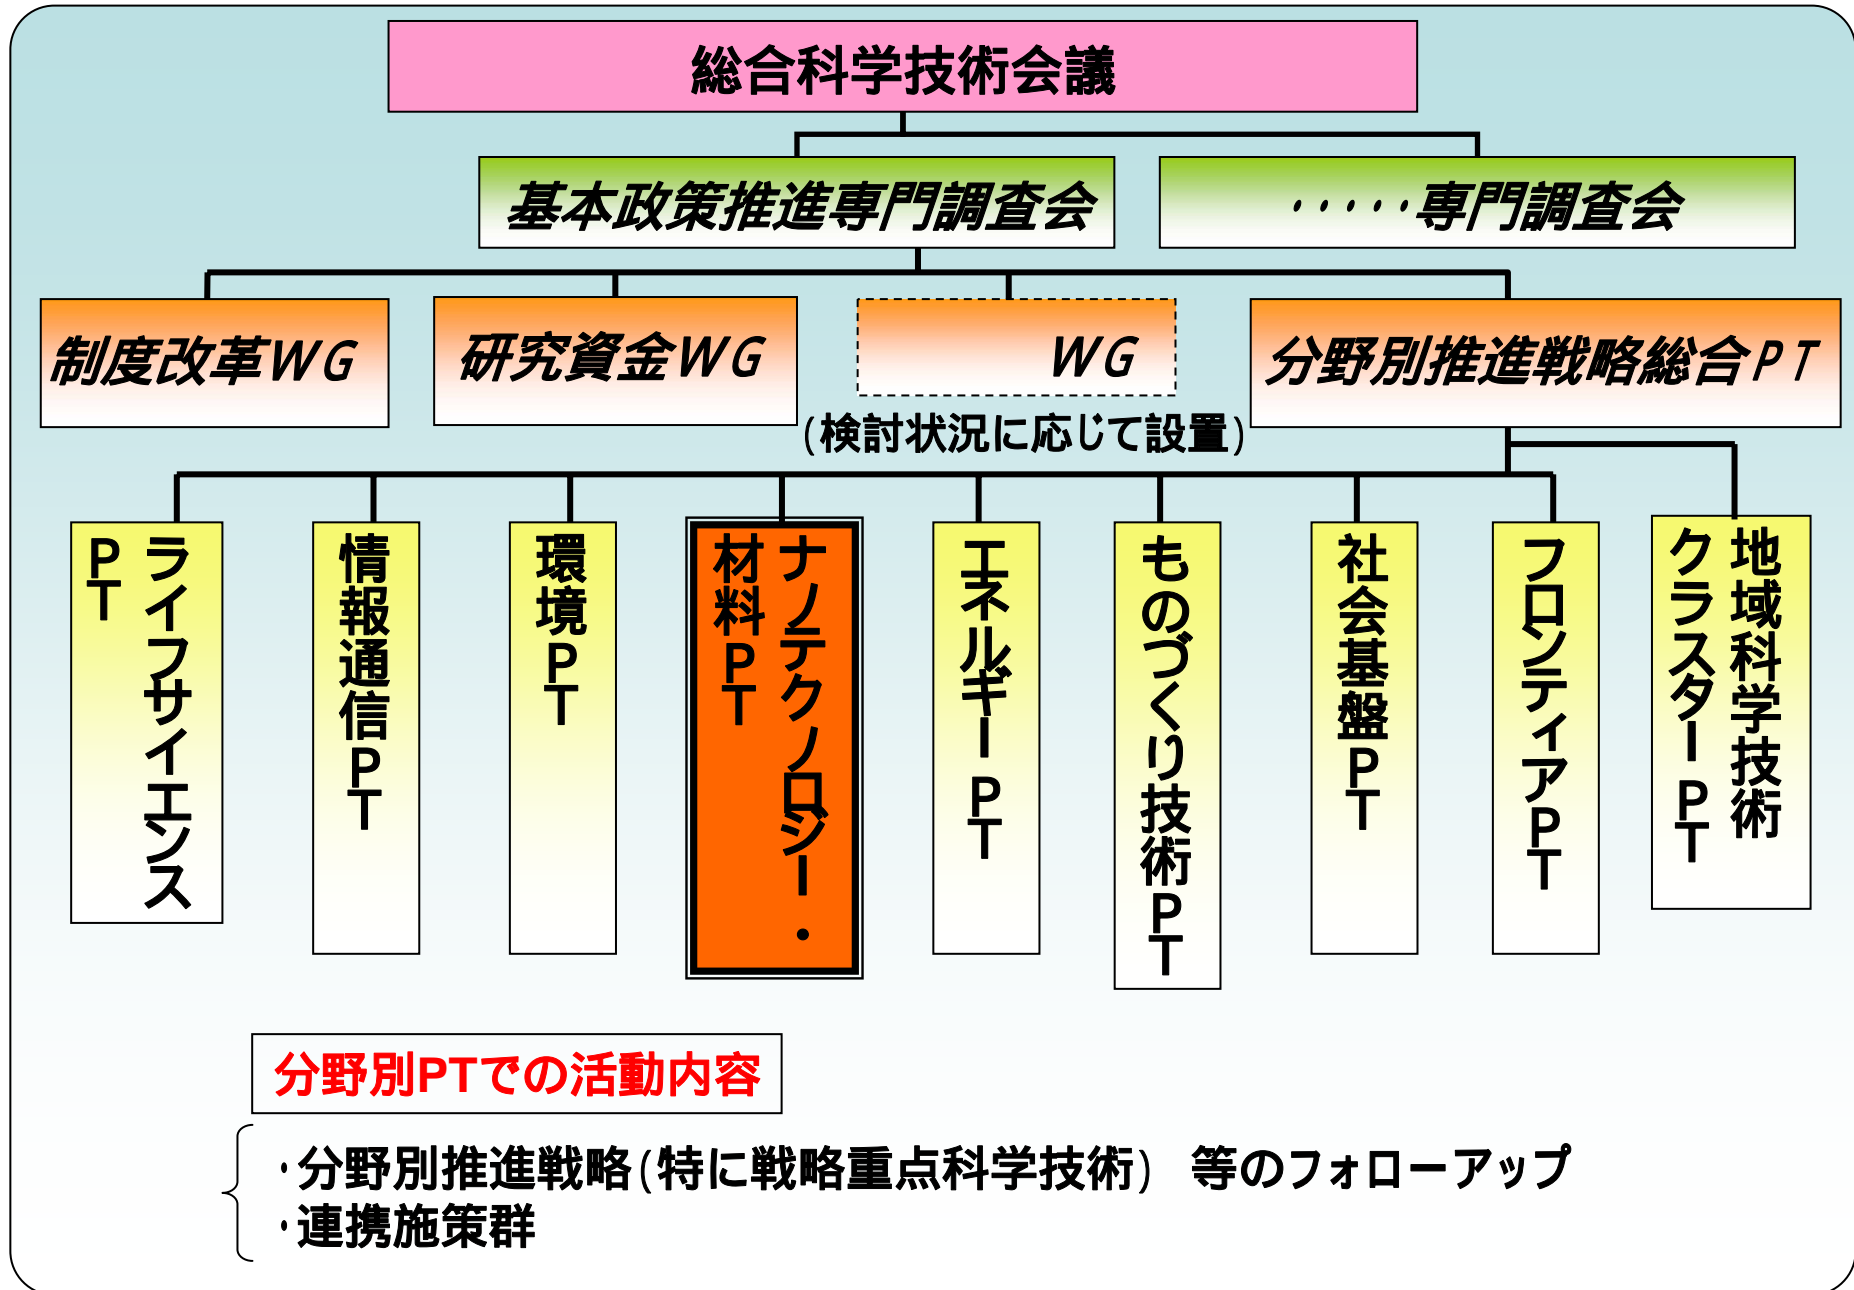 総合科学技術会議
基本政策推進専門調査会
・・・・・専門調査会
制度改革WG
研究資金WG
WG
分野別推進戦略総合PT
(検討状況に応じて設置)
ライフサイエンス
PT
情報通信PT
環境PT
ナノテクノロジー・
材料PT
エネルギーPT
ものづくり技術PT
社会基盤PT
フロンティアPT
地域科学技術
クラスターPT
分野別PTでの活動内容
・分野別推進戦略(特に戦略重点科学技術) 等のフォローアップ
・連携施策群